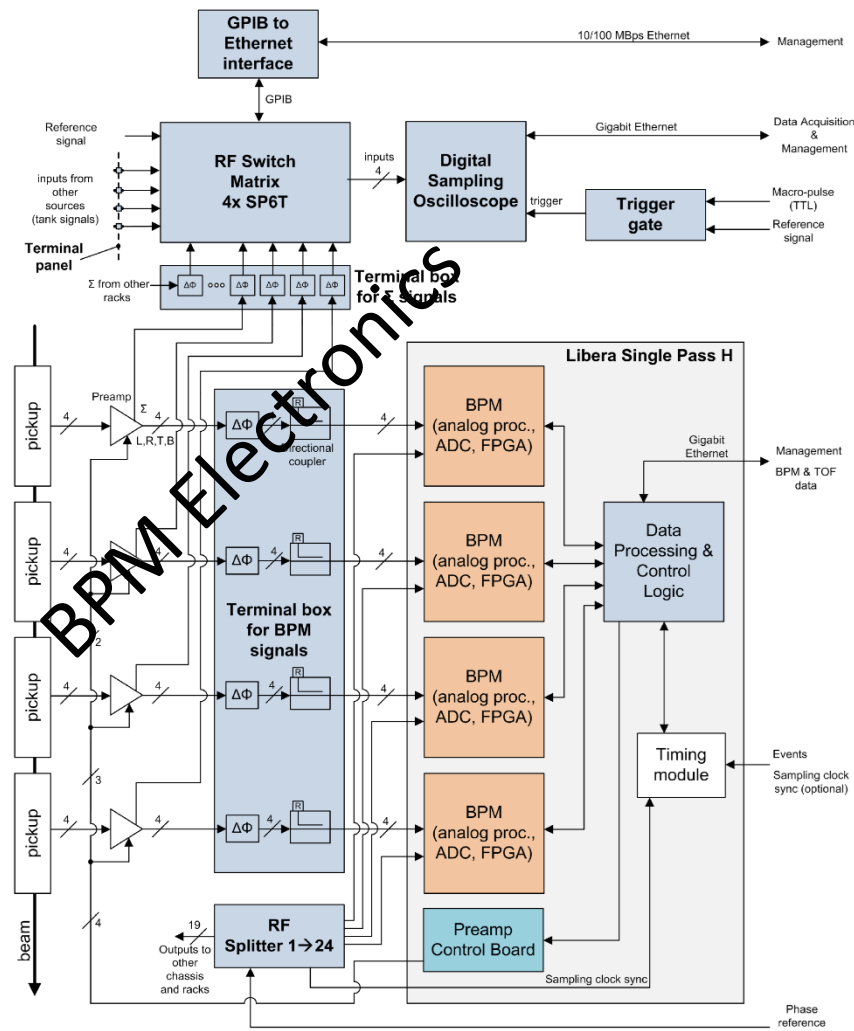 GPIB to
Ethernet
interface
10/100 MBps Ethernet
Management
GPIB
Reference
signal
inputs from
other
sources
(tank signals)
Terminal
panel
RF Switch
Matrix
4x SP6T
inputs
4
Digital
Sampling
Oscilloscope
Gigabit Ethernet
Data Acquisition
&
Management
trigger
Trigger
gate
Macro-pulse
(TTL)
Reference
signal
Σ from other
racks
ΔΦ
ooo
ΔΦ
ΔΦ
ΔΦ
ΔΦ
Terminal box
for Σ signals
BPM Electronics
Libera Single Pass H
pickup
4
Preamp
Σ
4
L,R,T,B
ΔΦ
4
R
Directional
coupler
4
BPM
(analog proc.,
ADC, FPGA)
Gigabit
Ethernet
Management
BPM & TOF
data
pickup
4
4
ΔΦ
4
R
4
BPM
(analog proc.,
ADC, FPGA)
Data
Processing &
Control
Logic
Terminal box
for BPM
signals
2
pickup
4
4
ΔΦ
4
R
4
BPM
(analog proc.,
ADC, FPGA)
Timing
module
Events
Sampling clock
sync (optional)
3
pickup
4
4
ΔΦ
4
R
4
BPM
(analog proc.,
ADC, FPGA)
4
beam
19
Outputs to
other
chassis
and racks
RF
Splitter 1→24
Preamp
Control Board
Sampling clock sync
Phase
reference